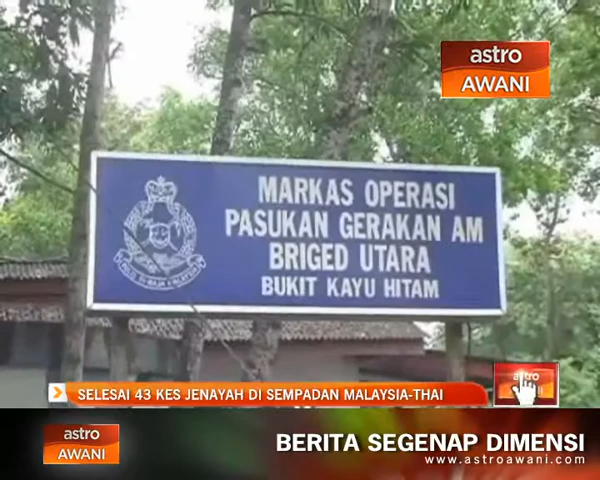 astro
AWANI
MARKAS OPERASI
PASUKAN GERAKAN AM
BRIGED UTARA
BUKIT KAYU HITAM
SELESAI 43 KES JENAYAH DI SEMPADAN MALAYSIA-THAI
astro
AWANI
BERITA SEGENAP DIMENSI
www.astroawani.com